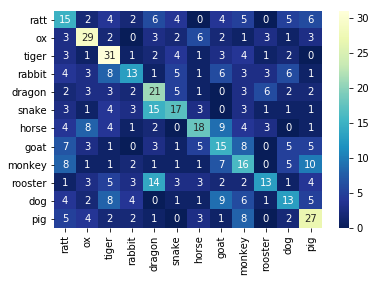 ratt 15 2 4 2 6 4 0 4 5 0 5 6
ox 3 29 2 0 3 2 6 2 1 3 1 3
tiger 3 1 31 1 2 4 1 3 4 1 2 0
rabbit 4 3 8 13 1 5 1 6 3 3 6 1
dragon 2 3 3 2 21 5 1 0 3 6 2 2
snake 3 1 4 3 15 17 3 0 3 1 1 1
horse 4 8 4 1 2 0 18 9 4 3 0 1
goat 7 3 1 0 3 1 5 15 8 0 5 5
monkey 8 1 1 2 1 1 1 7 16 0 5 10
rooster 1 3 5 3 14 3 3 2 2 13 1 4
dog 4 2 8 4 0 1 1 9 6 1 13 5
pig 5 4 2 2 1 0 3 1 8 0 2 27
ratt ox tiger rabbit dragon snake horse goat monkey rooster dog pig
30
25
20
15
10
5
0